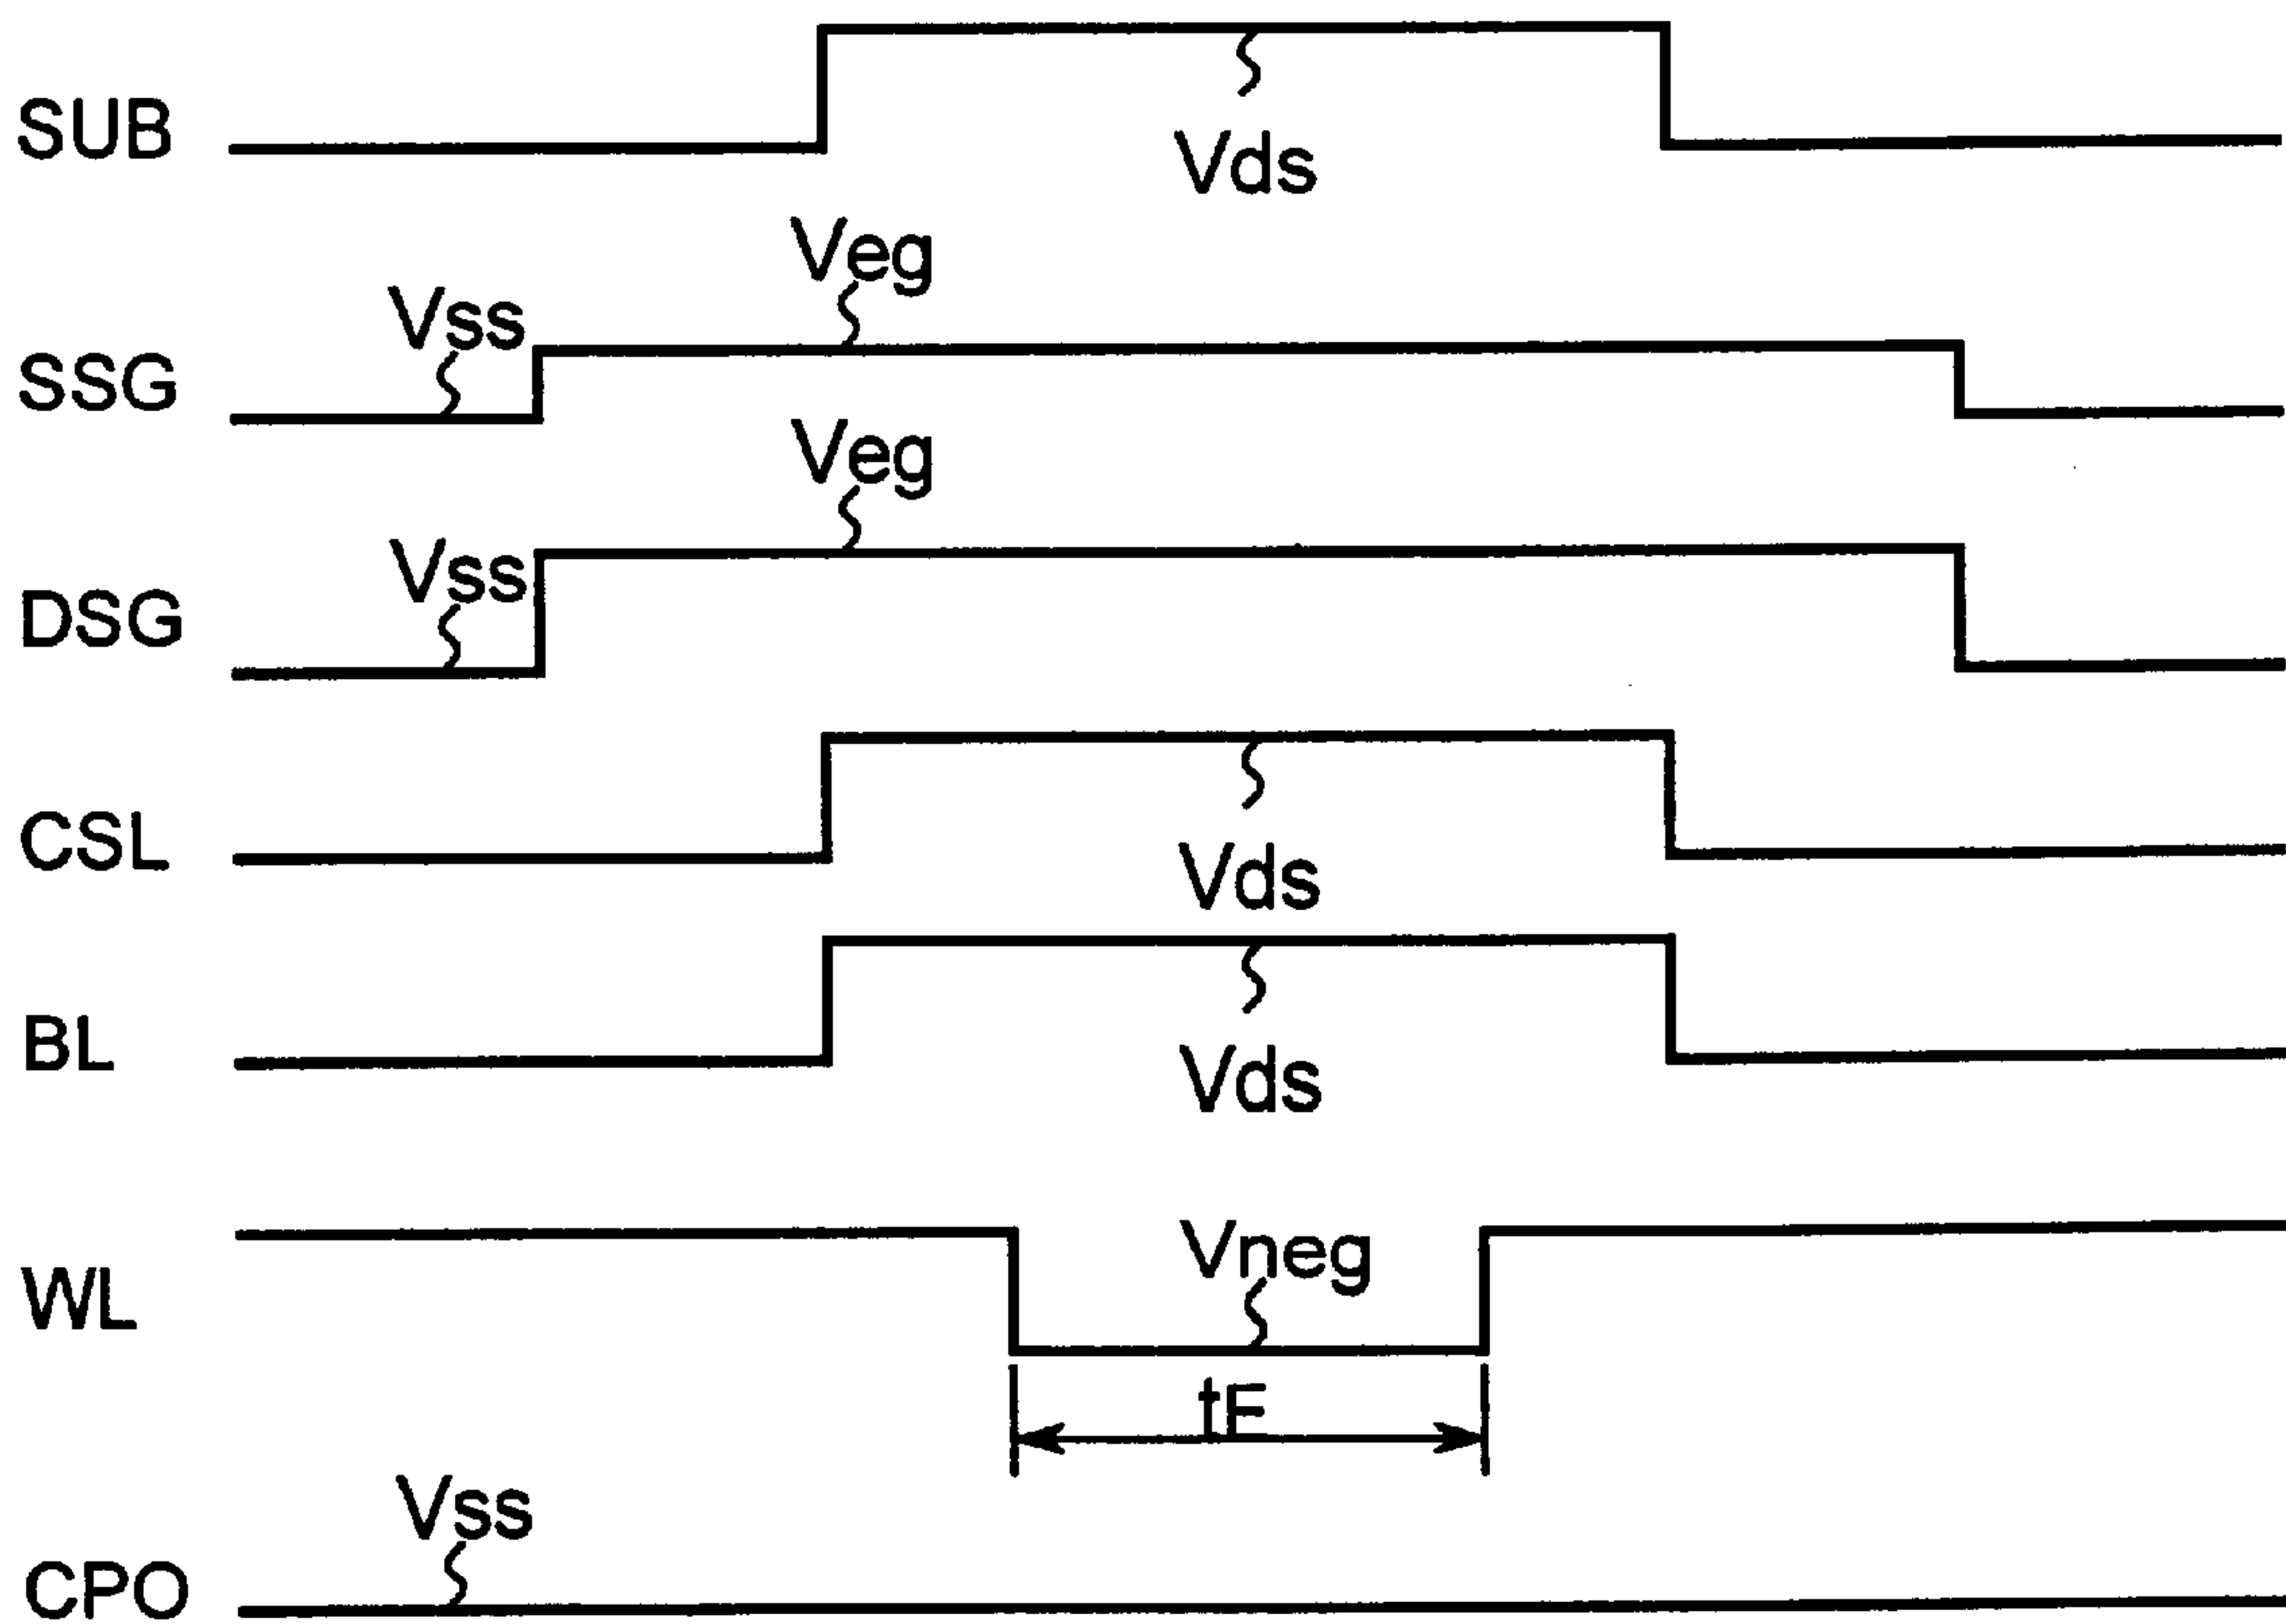 SUB
Vds
Veg
Vss
SSG
Veg
Vss
DSG
CSL
Vds
BL
Vds
WL
Vneg
tE
Vss
CPO